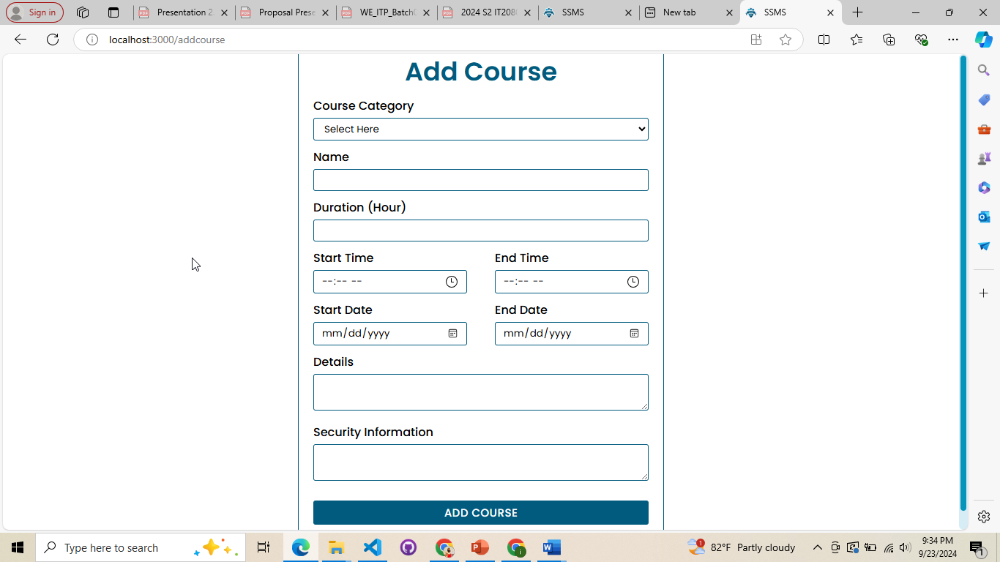 Sign in
Presentation 2
Proposal Prese
WE_ITP_Batch
2024 S2 IT208
SSMS
New tab
SSMS
localhost:3000/addcourse
Add Course
Course Category
Select Here
Name
Duration (Hour)
Start Time End Time
--:-- -- --:-- --
Start Date End Date
mm/dd/yyyy mm/dd/yyyy
Details
Security Information
ADD COURSE
Type here to search
1
82°F Partly cloudy
9:34 PM
9/23/2024
1